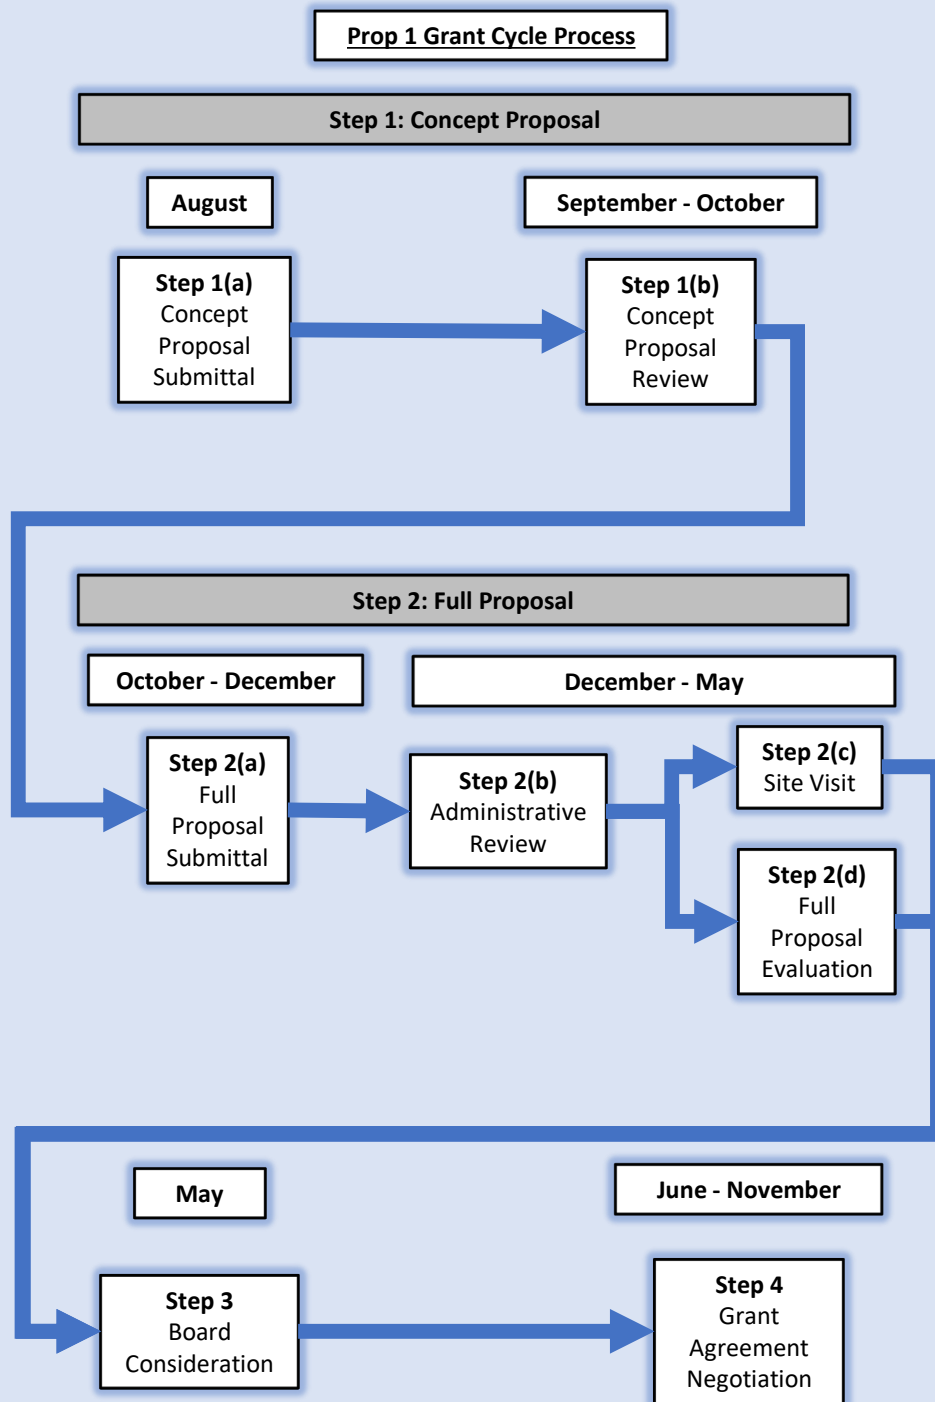 Prop 1 Grant Cycle Process
Step 1: Concept Proposal
August
September - October
Step 1(a)
Concept
Proposal
Submittal
Step 1(b)
Concept
Proposal
Review
Step 2: Full Proposal
October - December
December - May
Step 2(a)
Full
Proposal
Submittal
Step 2(b)
Administrative
Review
Step 2(c)
Site Visit
Step 2(d)
Full
Proposal
Evaluation
May
June - November
Step 3
Board
Consideration
Step 4
Grant
Agreement
Negotiation